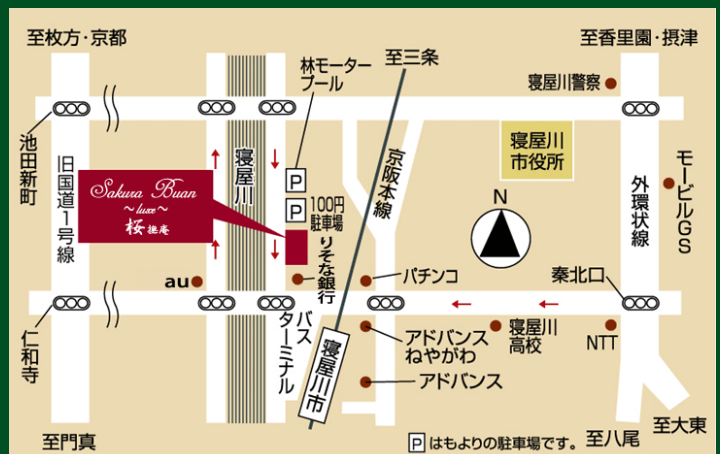 至枚方・京都
至香里園・摂津
至三条
林モーター
プール
寝屋川警察
池田新町
旧国道1号線
寝屋川
京阪本線
寝屋川
市役所
外環状線
モービルGS
Sakura Buan
～luxe～
桜撫庵
P
P
100円
駐車場
N
りそな銀行
au
パチンコ
秦北口
仁和寺
バス
ターミナル
寝屋川市
アドバンス
ねやがわ
寝屋川
高校
NTT
アドバンス
至門真
Pはもよりの駐車場です。
至八尾
至大東